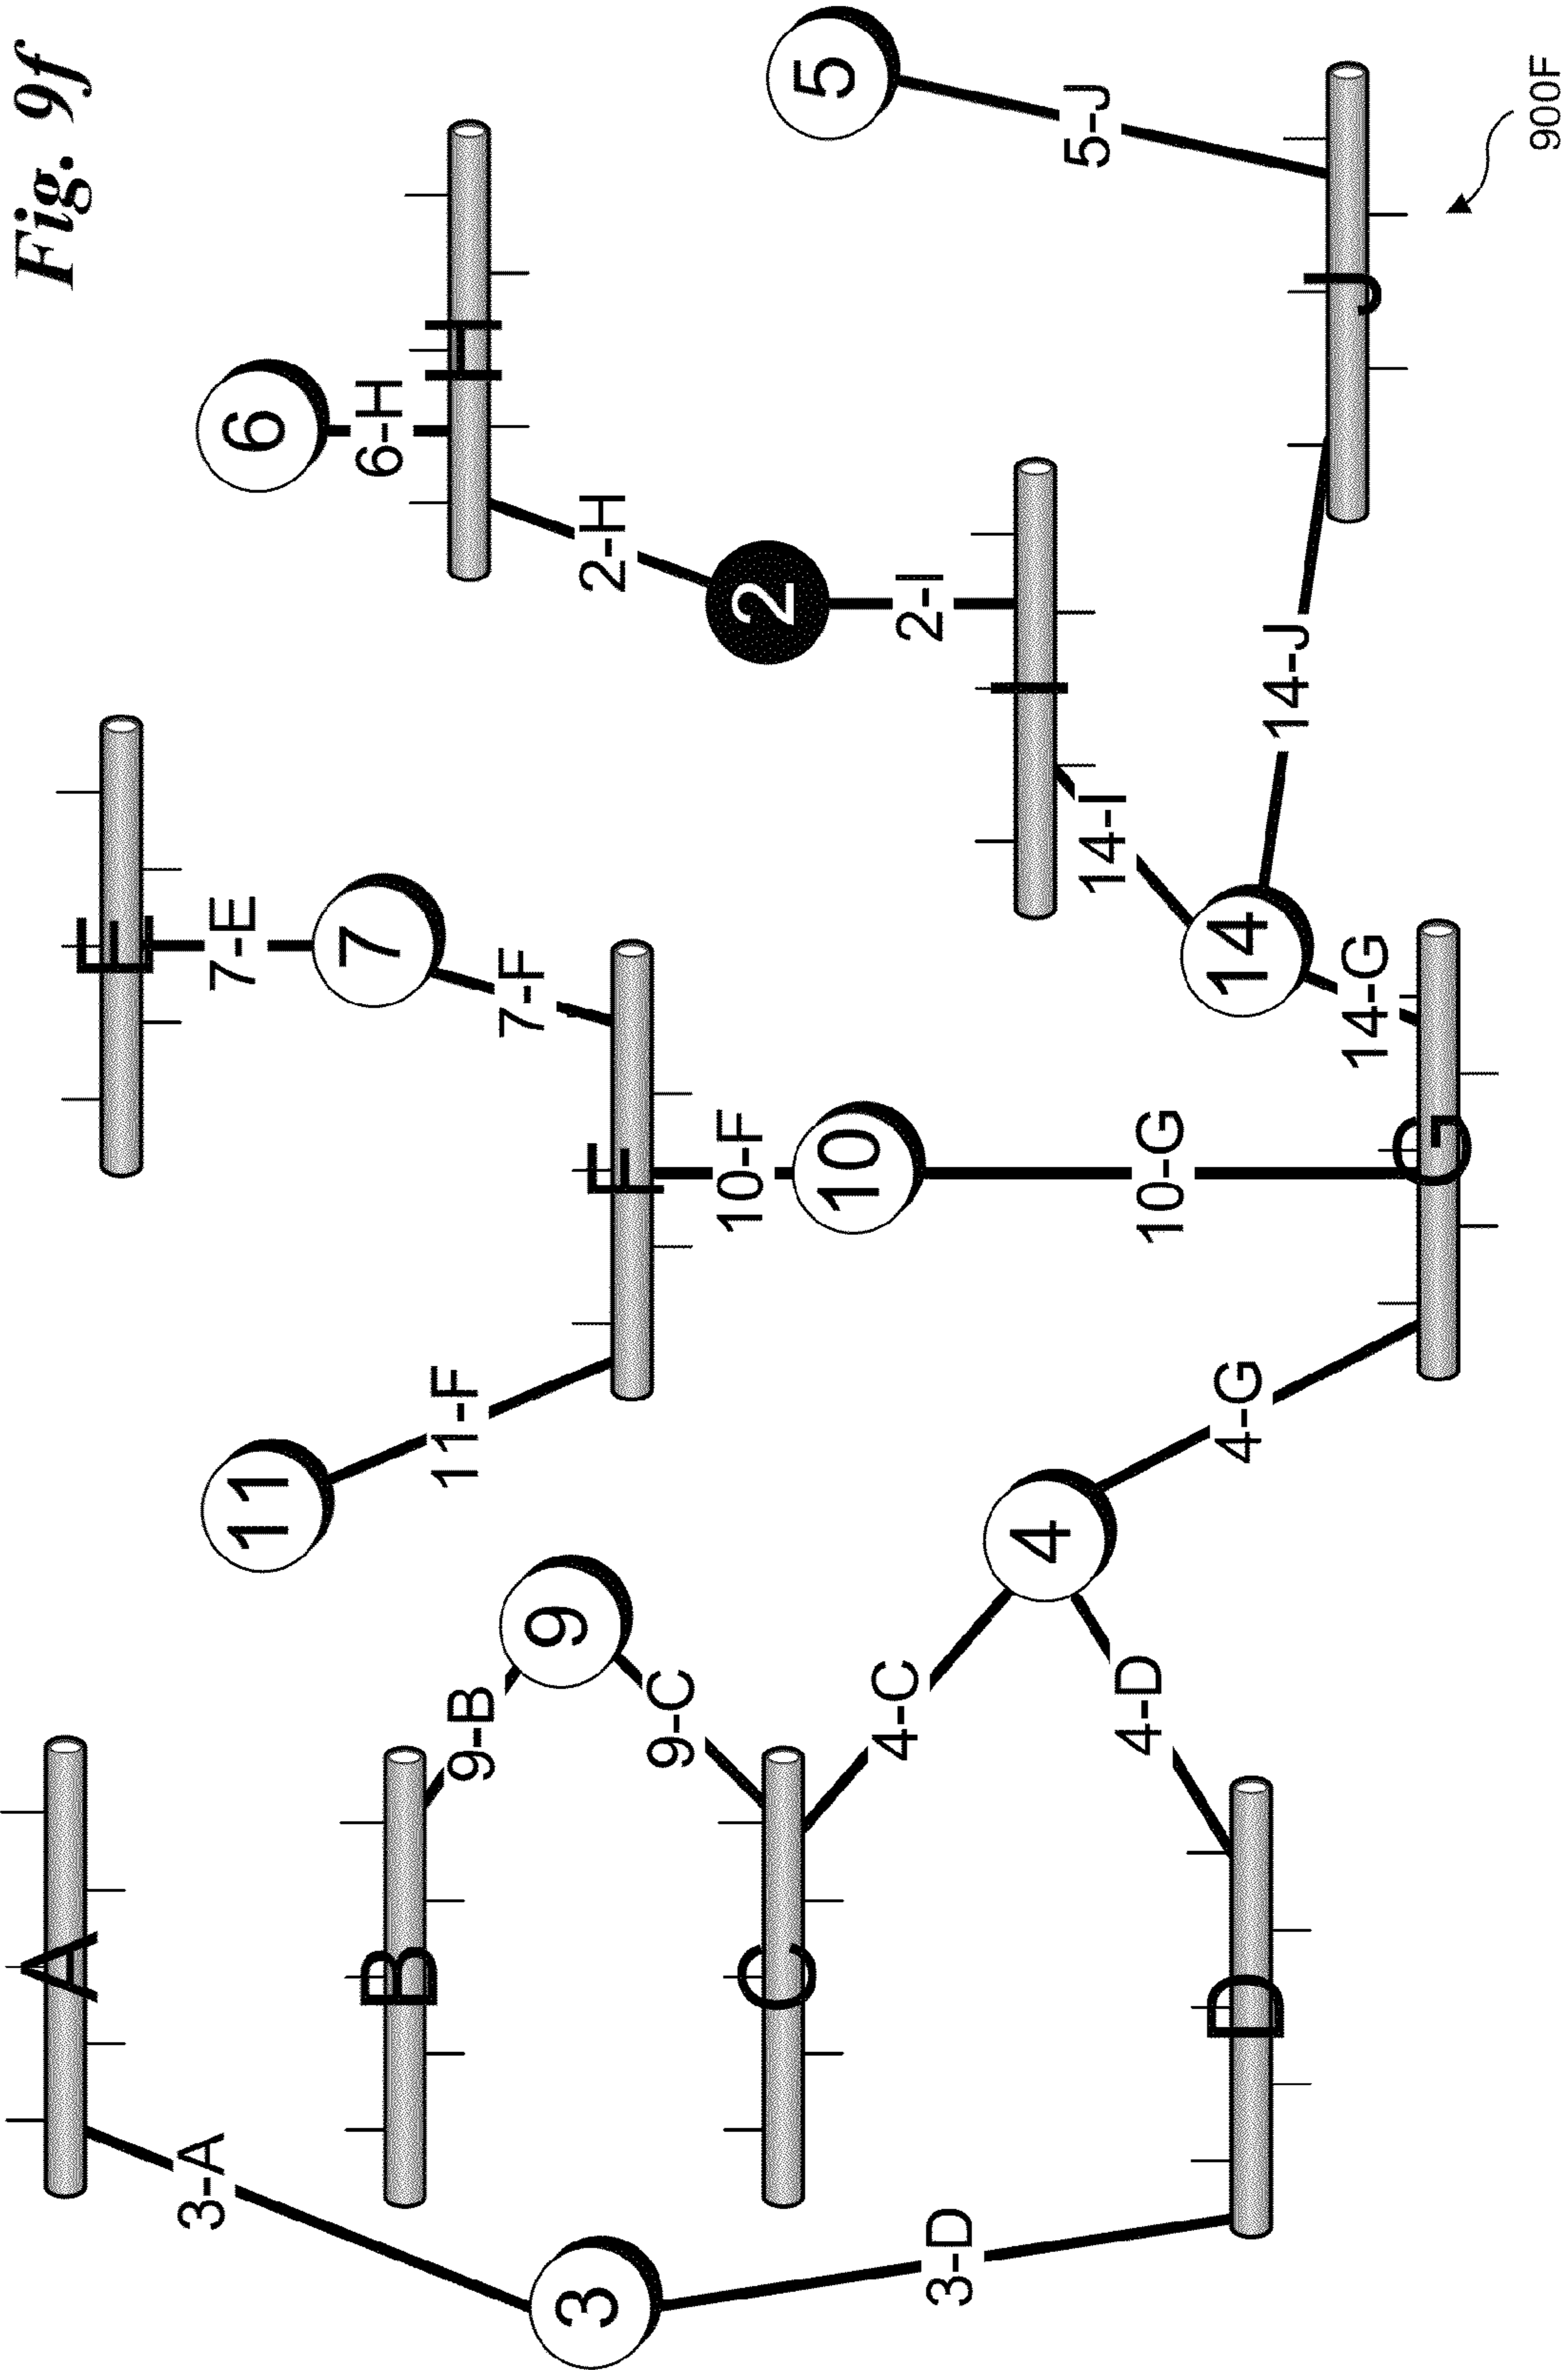 Fig. 9f
A
3-A
3
3-D
B
9-B
9
9-C
C
4-C
4
4-D
D
11
11-F
E
7-E
7
7-F
F
10-F
10
10-G
4-G
G
14-G
14
14-I
14-J
6
6-H
H
2-H
2
2-I
I
5
5-J
J
900F